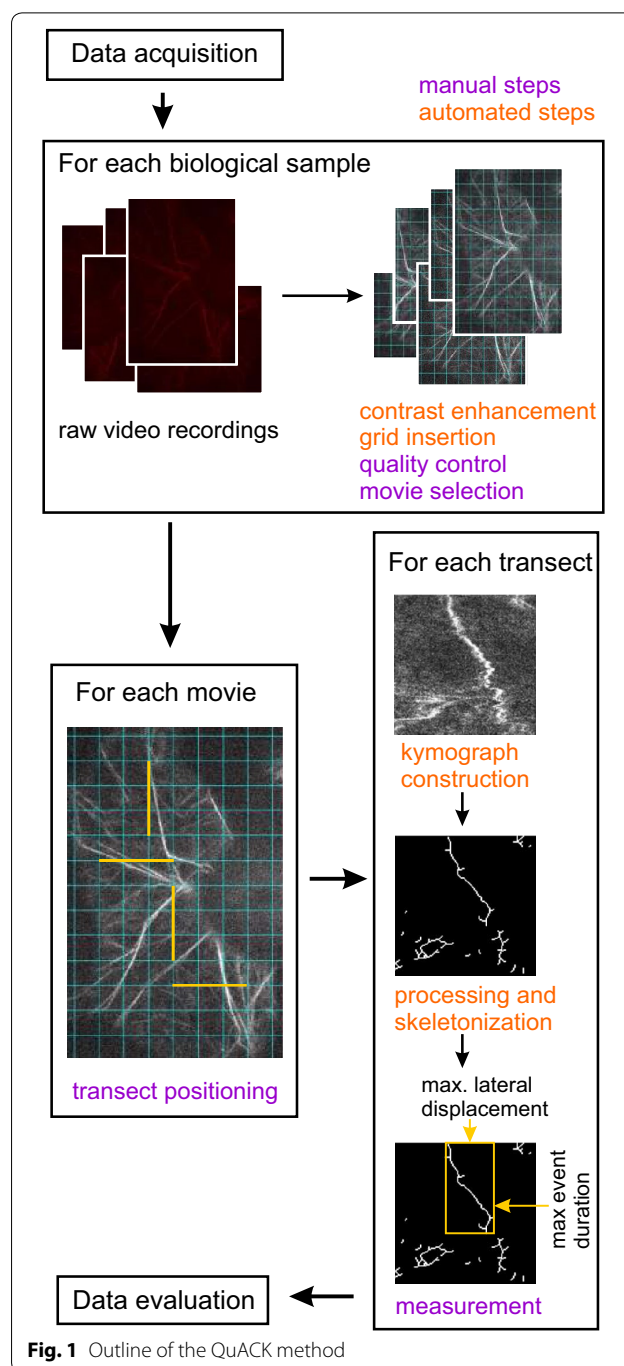 Data acquisition
manual steps
automated steps
For each biological sample
raw video recordings
contrast enhancement
grid insertion
quality control
movie selection
For each movie
transect positioning
For each transect
kymograph
construction
processing and
skeletonization
max. lateral
displacement
max event
duration
measurement
Data evaluation
Fig. 1 Outline of the QuACK method